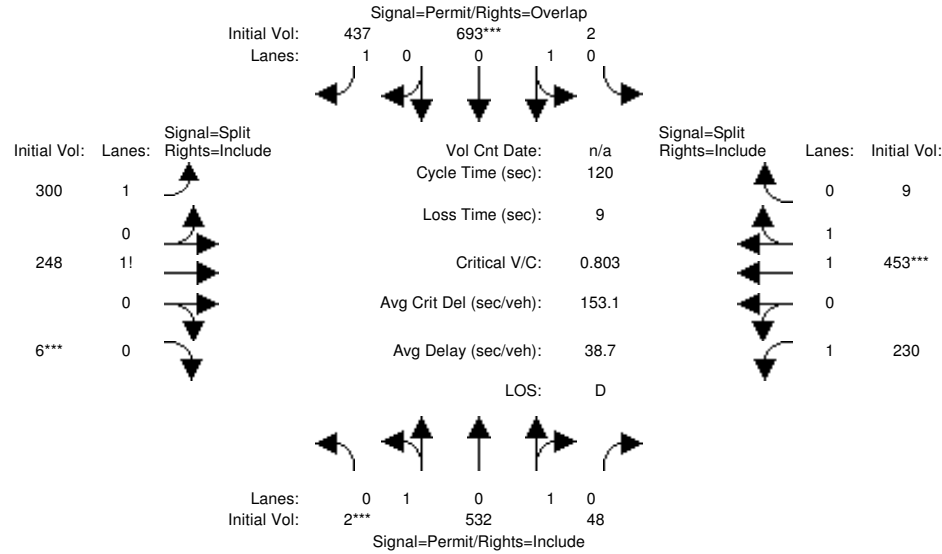 Signal=Permit/Rights=Overlap
Initial Vol: 437 693*** 2
Lanes: 1 0 0 1 0
Signal=Split
Signal=Split
Initial Vol: Lanes: Rights=Include Vol Cnt Date: n/a Rights=Include Lanes: Initial Vol:
Cycle Time (sec): 120
300 1 0 9
Loss Time (sec): 9
0 1
248 1! Critical V/C: 0.803 1 453***
0 Avg Crit Del (sec/veh): 153.1 0
6*** 0 Avg Delay (sec/veh): 38.7 1 230
LOS: D
Lanes: 0 1 0 1 0
Initial Vol: 2*** 532 48
Signal=Permit/Rights=Include